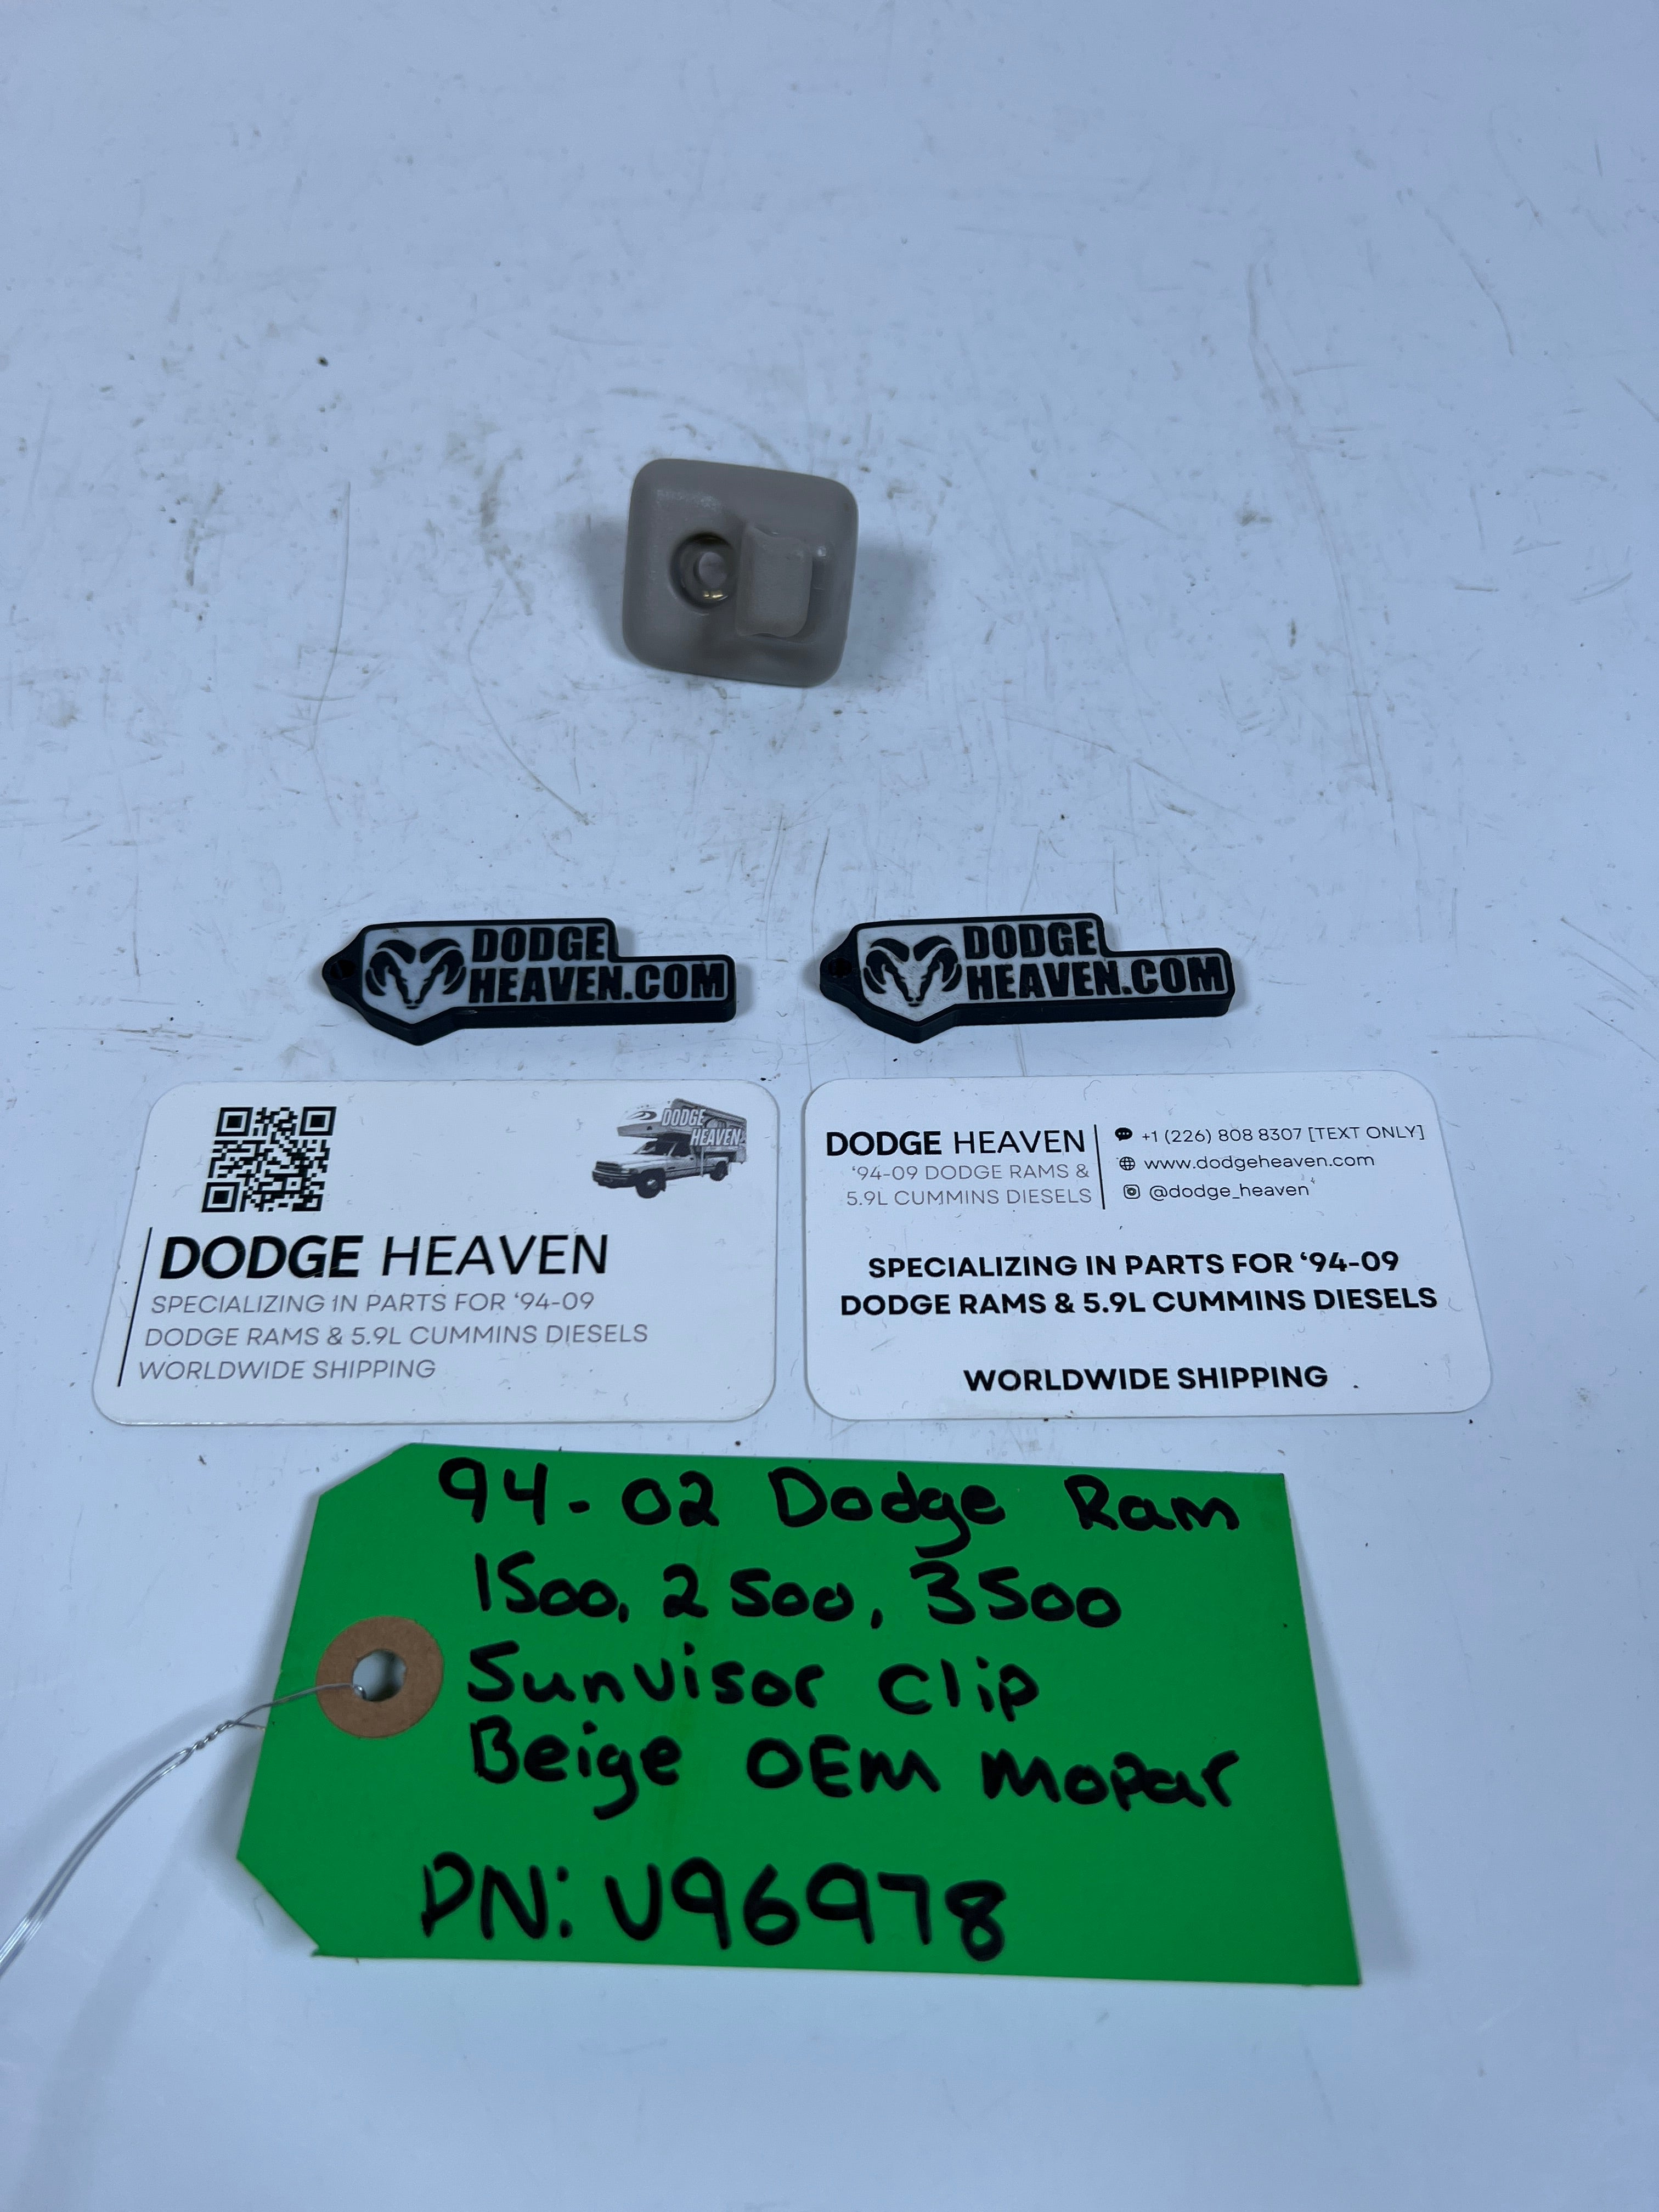 DODGE
HEAVEN.COM
DODGE
HEAVEN.COM
DODGE
HEAVEN
DODGE HEAVEN
SPECIALIZING IN PARTS FOR ‘94-09
DODGE RAMS & 5.9L CUMMINS DIESELS
WORLDWIDE SHIPPING
DODGE HEAVEN
‘94-09 DODGE RAMS &
5.9L CUMMINS DIESELS
+1 (226) 808 8307 [TEXT ONLY]
www.dodgeheaven.com
@dodge_heaven
SPECIALIZING IN PARTS FOR ‘94-09
DODGE RAMS & 5.9L CUMMINS DIESELS
WORLDWIDE SHIPPING
94-02 Dodge Ram
1500, 2500, 3500
Sunvisor Clip
Beige OEM Mopar
PN: U96978